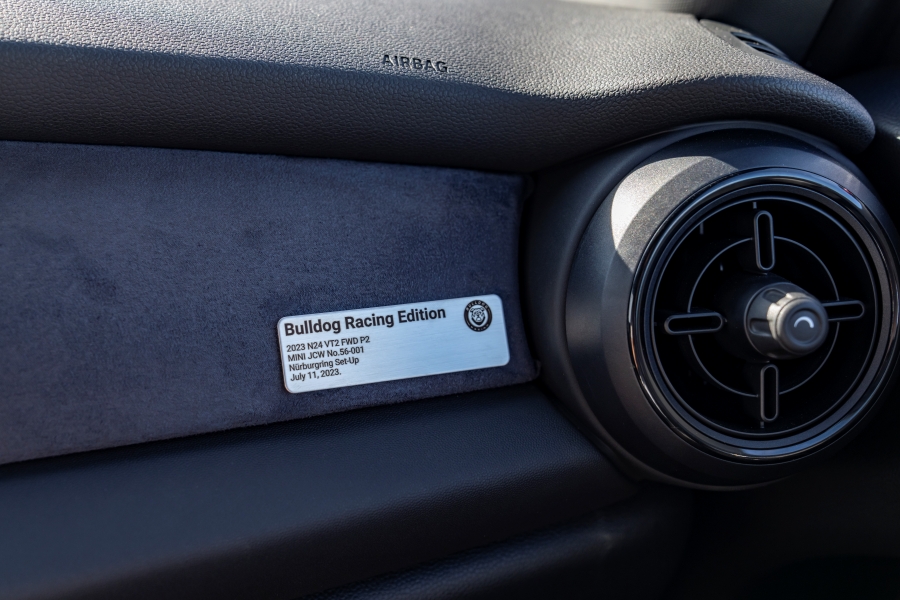 AIRBAG
Bulldog Racing Edition
2023 N24 VT2 FWD P2
MINI JCW No.56-001
Nürburgring Set-Up
July 11, 2023.